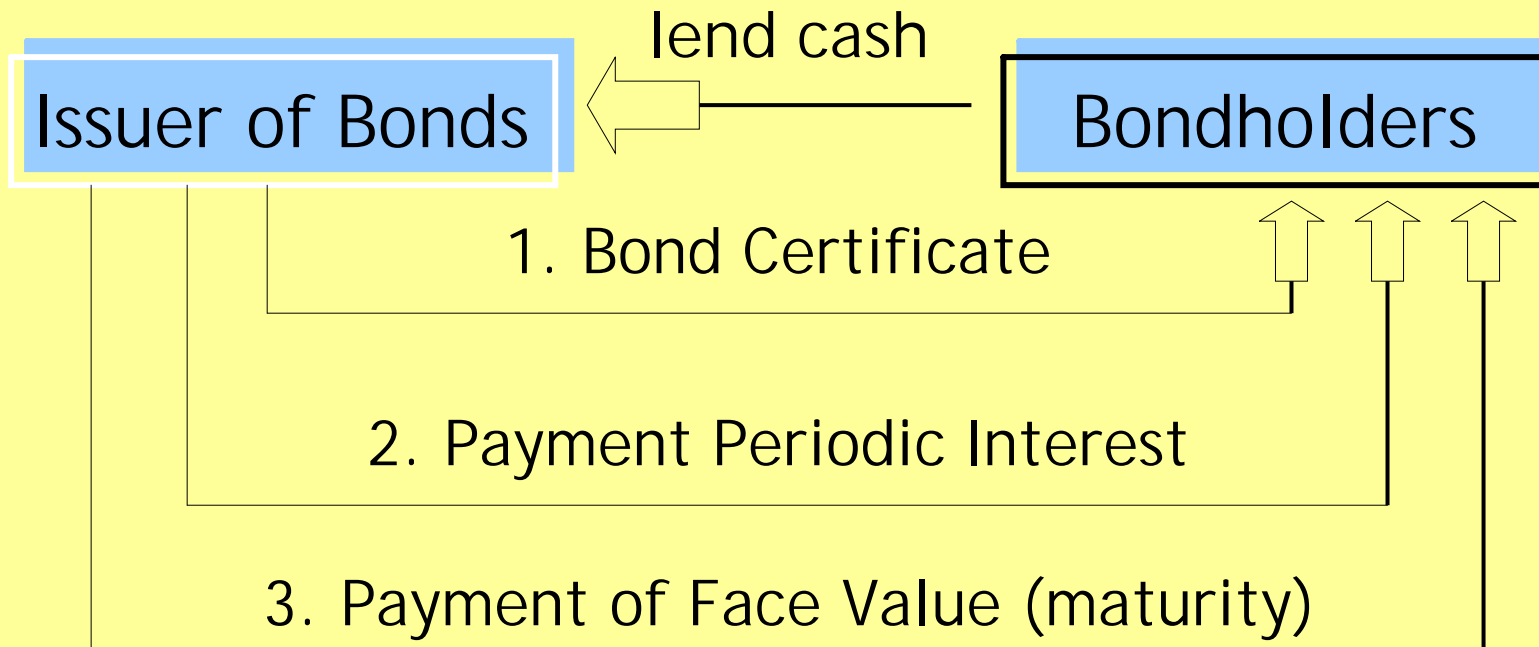 lend cash
Issuer of Bonds
Bondholders
1. Bond Certificate
2. Payment Periodic Interest
3. Payment of Face Value (maturity)